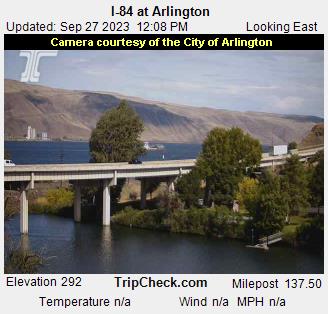 I-84 at Arlington
Updated: Sep 27 2023 12:08 PM Looking East
Camera courtesy of the City of Arlington
Elevation 292 TripCheck.com Milepost 137.50
Temperature n/a Wind n/a MPH n/a